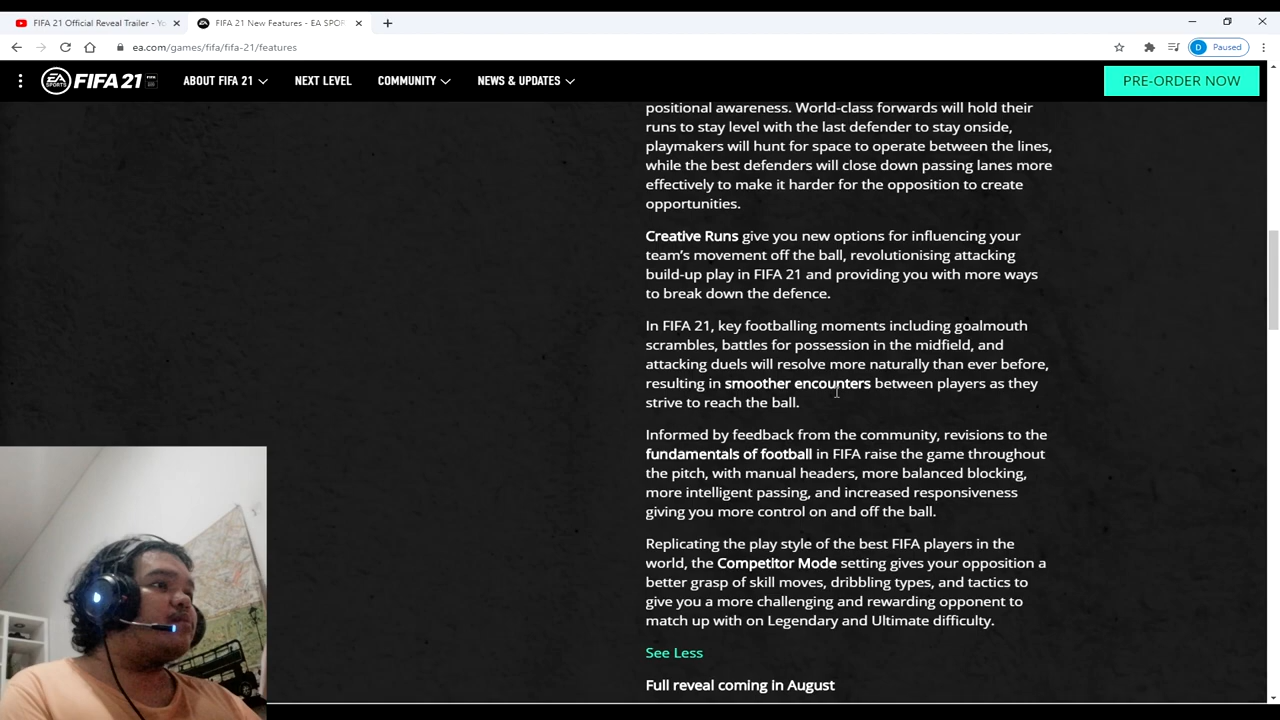 FIFA 21 Official Reveal Trailer - Yo
FIFA 21 New Features - EA SPOR
ea.com/games/fifa/fifa-21/features
D Paused
EA SPORTS FIFA 21 ABOUT FIFA 21 NEXT LEVEL COMMUNITY NEWS & UPDATES PRE-ORDER NOW
positional awareness. World-class forwards will hold their
runs to stay level with the last defender to stay onside,
playmakers will hunt for space to operate between the lines,
while the best defenders will close down passing lanes more
effectively to make it harder for the opposition to create
opportunities.
Creative Runs give you new options for influencing your
team's movement off the ball, revolutionising attacking
build-up play in FIFA 21 and providing you with more ways
to break down the defence.
In FIFA 21, key footballing moments including goalmouth
scrambles, battles for possession in the midfield, and
attacking duels will resolve more naturally than ever before,
resulting in smoother encounters between players as they
strive to reach the ball.
Informed by feedback from the community, revisions to the
fundamentals of football in FIFA raise the game throughout
the pitch, with manual headers, more balanced blocking,
more intelligent passing, and increased responsiveness
giving you more control on and off the ball.
Replicating the play style of the best FIFA players in the
world, the Competitor Mode setting gives your opposition a
better grasp of skill moves, dribbling types, and tactics to
give you a more challenging and rewarding opponent to
match up with on Legendary and Ultimate difficulty.
See Less
Full reveal coming in August